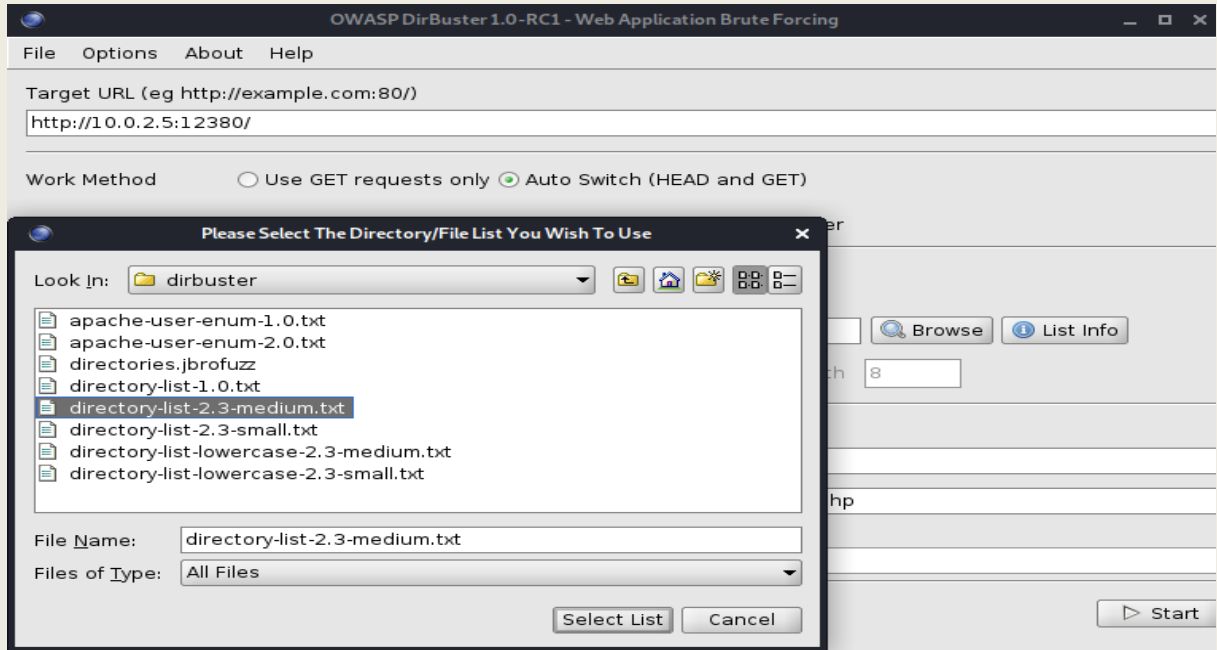 OWASP DirBuster 1.0-RC1 - Web Application Brute Forcing
File Options About Help
Target URL (eg http://example.com:80/)
http://10.0.2.5:12380/
Work Method Use GET requests only Auto Switch (HEAD and GET)
Please Select The Directory/File List You Wish To Use
Look In: dirbuster
apache-user-enum-1.0.txt
apache-user-enum-2.0.txt
directories.jbrofuzz
directory-list-1.0.txt
directory-list-2.3-medium.txt
directory-list-2.3-small.txt
directory-list-lowercase-2.3-medium.txt
directory-list-lowercase-2.3-small.txt
File Name: directory-list-2.3-medium.txt
Files of Type: All Files
Select List Cancel
er
Browse List Info
th 8
hp
Start